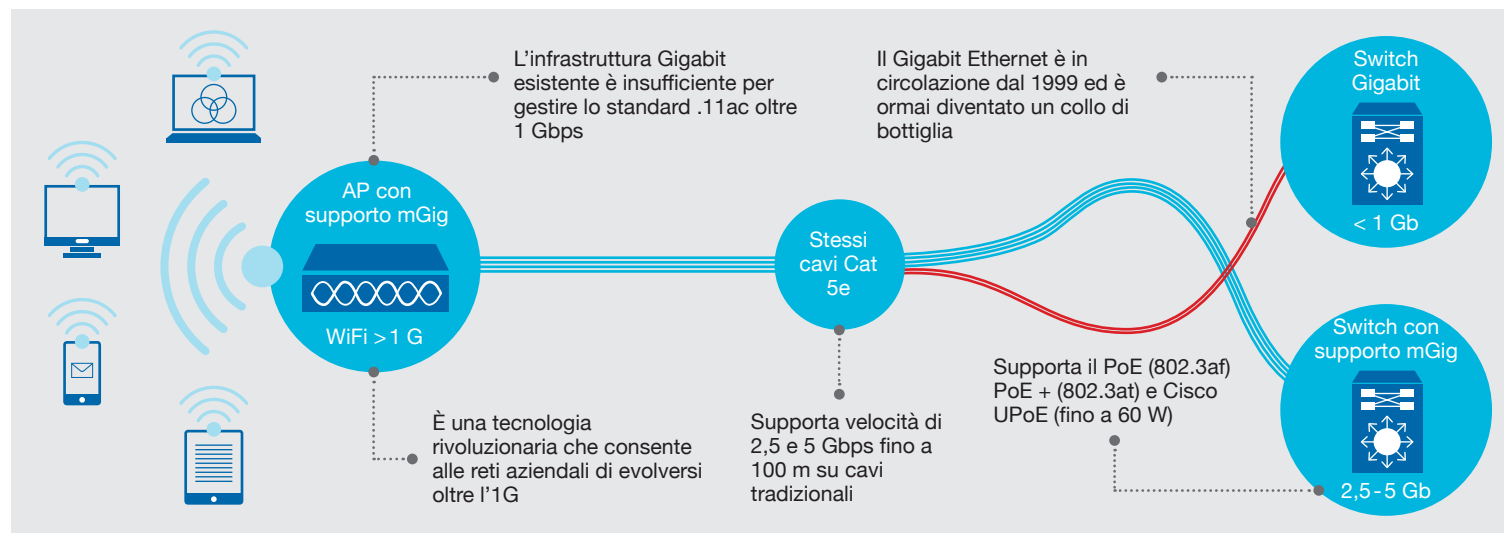 L'infrastruttura Gigabit
esistente è insufficiente per
gestire lo standard .11ac oltre
1 Gbps
Il Gigabit Ethernet è in
circolazione dal 1999 ed è
ormai diventato un collo di
bottiglia
Switch
Gigabit
< 1 Gb
AP con
supporto mGig
WiFi >1 G
Stessi
cavi Cat
5e
Switch con
supporto mGig
2,5-5 Gb
È una tecnologia
rivoluzionaria che consente
alle reti aziendali di evolversi
oltre l'1G
Supporta velocità di
2,5 e 5 Gbps fino a
100 m su cavi
tradizionali
Supporta il PoE (802.3af)
PoE + (802.3at) e Cisco
UPoE (fino a 60 W)